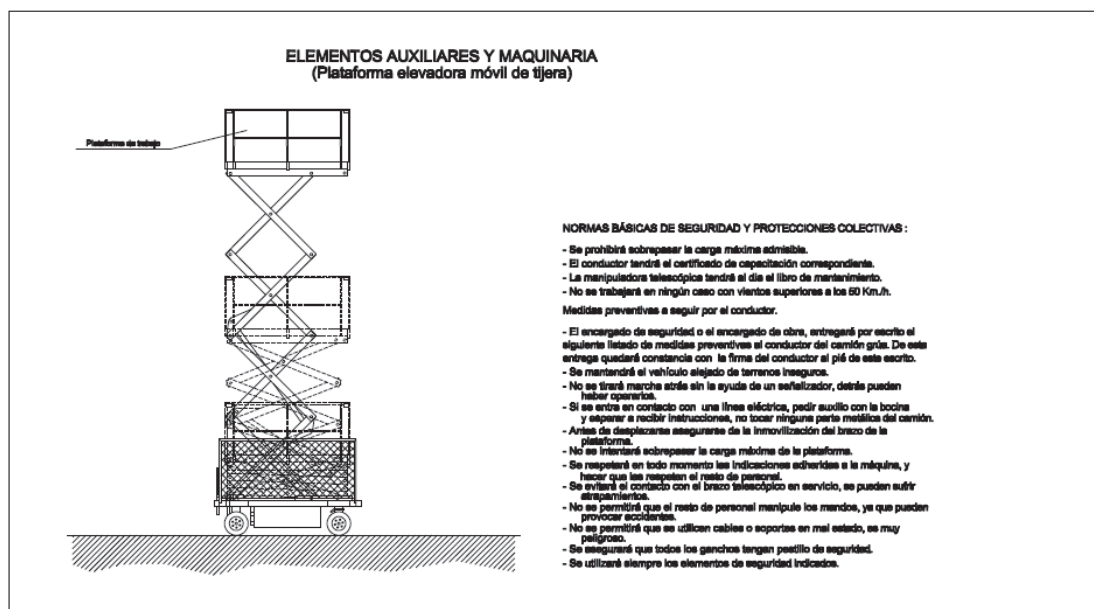 ELEMENTOS AUXILIARES Y MAQUINARIA
(Plataforma elevadora móvil de tijera)
Plataforma de trabajo
NORMAS BÁSICAS DE SEGURIDAD Y PROTECCIONES COLECTIVAS :
- Se prohibirá sobrepasar la carga máxima admisible.
- El conductor tendrá el certificado de capacitación correspondiente.
- La manipuladora telescópica tendrá al día el libro de mantenimiento.
- No se trabajará en ningún caso con vientos superiores a los 50 Km./h.
Medidas preventivas a seguir por el conductor.
- El encargado de seguridad o el encargado de obra, entregará por escrito el
siguiente listado de medidas preventivas al conductor del camión grúa. De esta
entrega quedará constancia con la firma del conductor al pié de este escrito.
- Se mantendrá el vehículo alejado de terrenos inseguros.
- No se tirará marcha atrás sin la ayuda de un señalizador, detrás pueden
haber operarios.
- Si se entra en contacto con una línea eléctrica, pedir auxilio con la bocina
y esperar a recibir instrucciones, no tocar ninguna parte metálica del camión.
- Antes de desplazarse asegurarse de la inmovilización del brazo de la
plataforma.
- No se intentará sobrepasar la carga máxima de la plataforma.
- Se respetará en todo momento las indicaciones adheridas a la máquina, y
hacer que las respeten el resto de personal.
- Se evitará el contacto con el brazo telescópico en servicio, se pueden sufrir
atrapamientos.
- No se permitirá que el resto de personal manipule los mandos, ya que pueden
provocar accidentes.
- No se permitirá que se utilicen cables o soportes en mal estado, es muy
peligroso.
- Se asegurará que todos los ganchos tengan pestillo de seguridad.
- Se utilizará siempre los elementos de seguridad indicados.